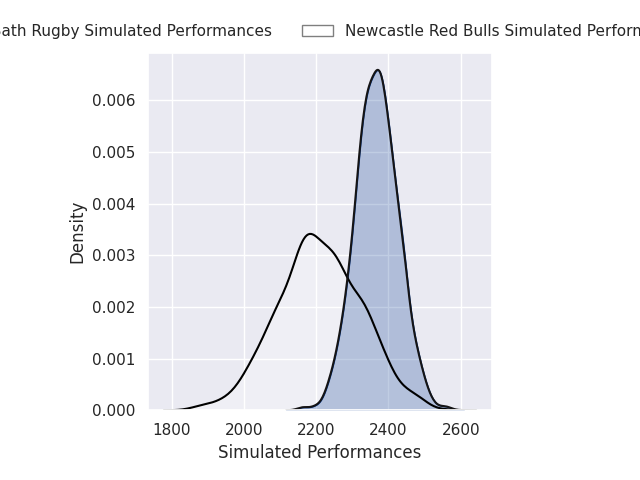 ath Rugby Simulated Performances Newcastle Red Bulls Simulated Perforn
0.006
0.005
0.004
0.003
0.002
0.001
0.000
Density
1800 2000 2200 2400 2600
Simulated Performances